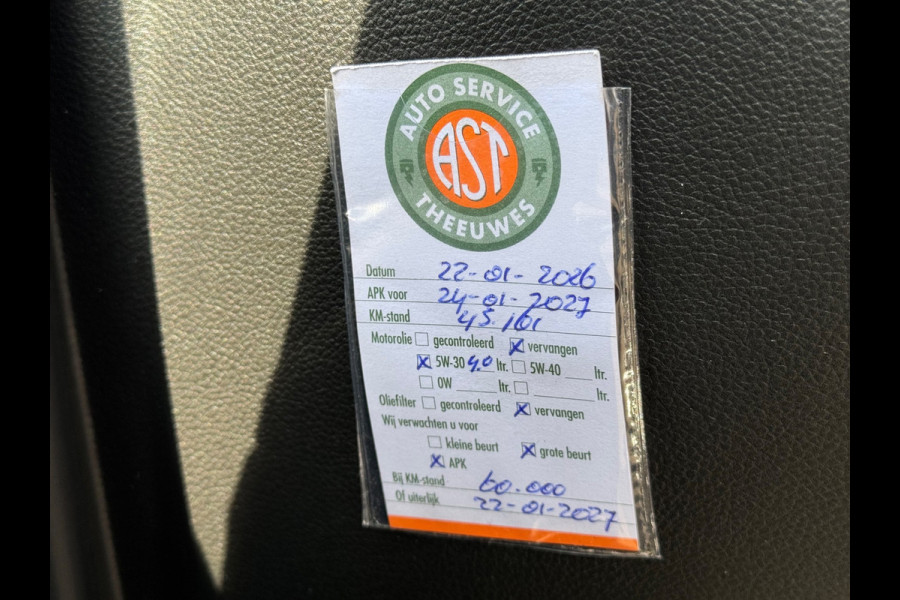 AUTO SERVICE
AST
THEEUWES
Datum 22-01-2026
APK voor 24-01-2027
KM-stand 45.101
Motorolie gecontroleerd vervangen
5W-30 4.0 ltr. 5W-40 ltr.
0W ltr. ltr.
Oliefilter gecontroleerd vervangen
Wij verwachten u voor
kleine beurt grote beurt
APK
Bij KM-stand 60.000
Of uiterlijk 22-01-2027